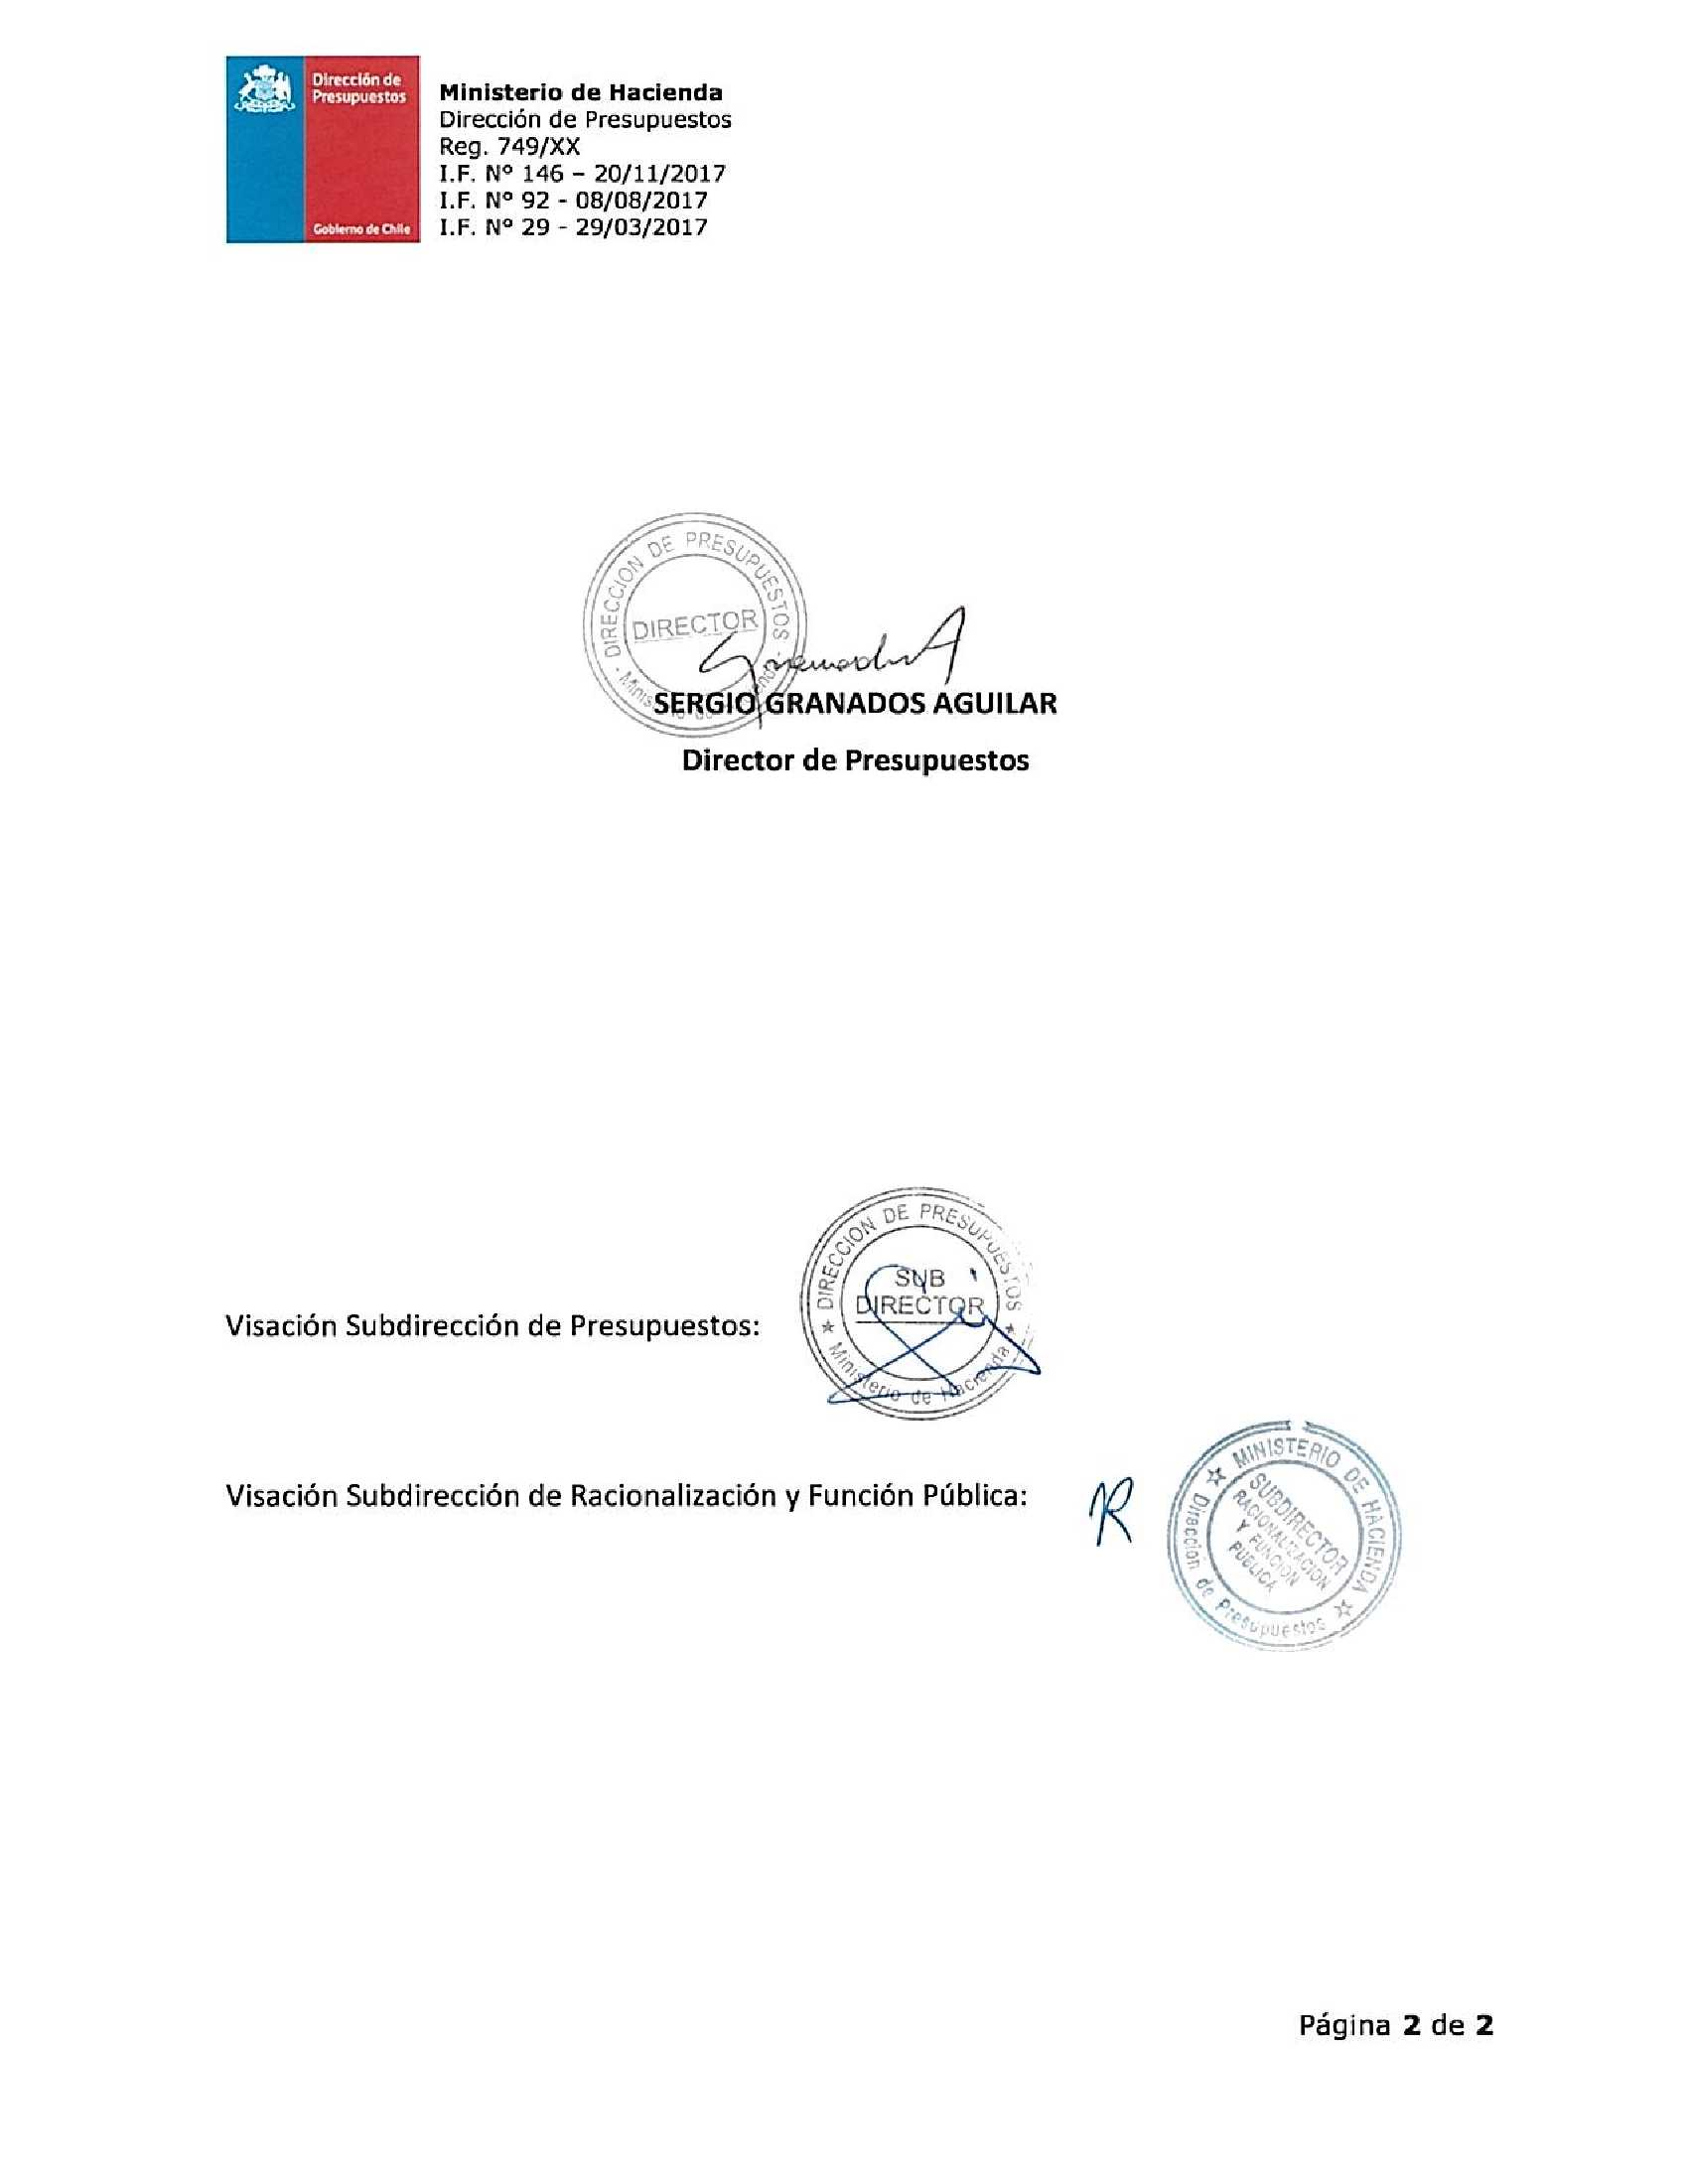 Dirección de
Presupuestos
Gobierno de Chile
Ministerio de Hacienda
Dirección de Presupuestos
Reg. 749/XX
I.F. Nº 146 – 20/11/2017
I.F. Nº 92 - 08/08/2017
I.F. Nº 29 - 29/03/2017
· DIRECCION DE PRESUPUESTOS ·
DIRECTOR
SERGIO GRANADOS AGUILAR
Director de Presupuestos
DIRECCION DE PRESUPUESTOS
SUB
DIRECTOR
Ministerio de Hacienda
Visación Subdirección de Presupuestos:
Visación Subdirección de Racionalización y Función Pública:
R
MINISTERIO DE HACIENDA
SUBDIRECTOR
RACIONALIZACION
Y FUNCION
PUBLICA
Dirección de Presupuestos
Página 2 de 2